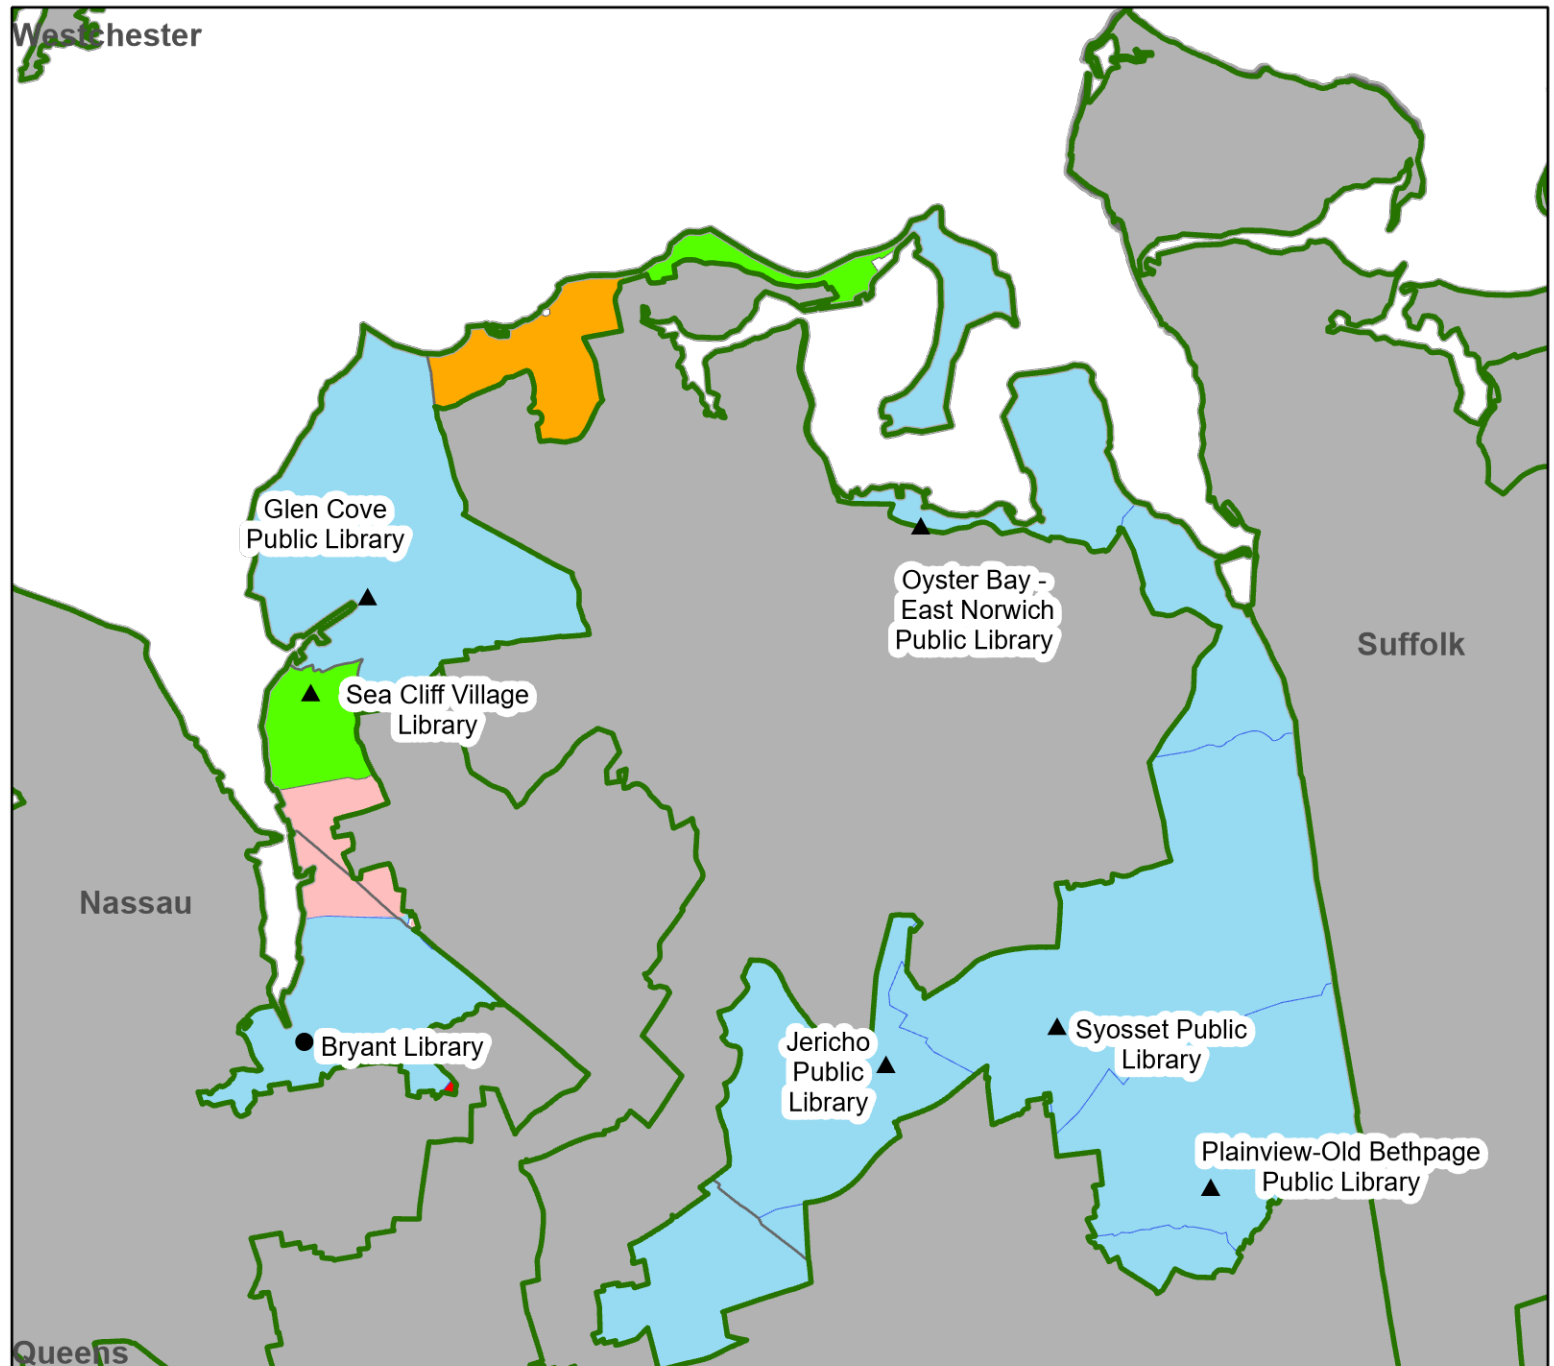 Westchester
Glen Cove
Public Library
Oyster Bay -
East Norwich
Public Library
Suffolk
Sea Cliff Village
Library
Nassau
Bryant Library
Jericho
Public
Library
Syosset Public
Library
Plainview-Old Bethpage
Public Library
Queens